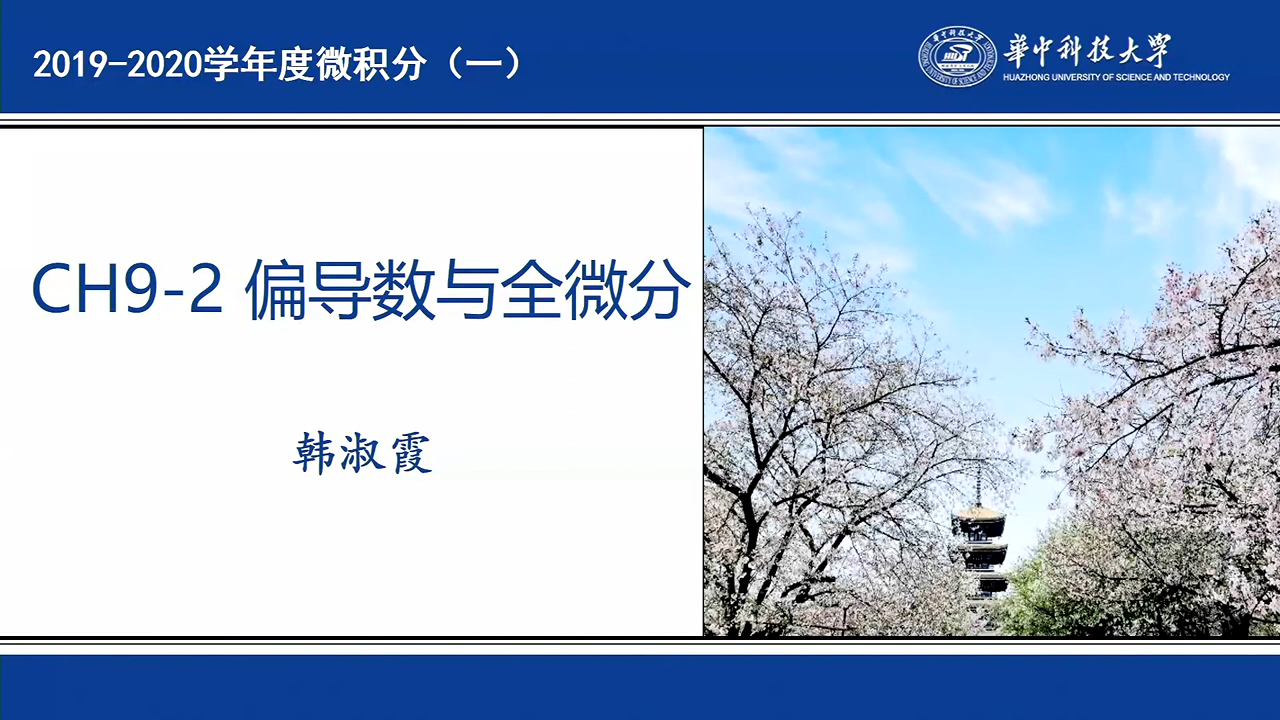 2019-2020学年度微积分（一）
華中科技大学
HUAZHONG UNIVERSITY OF SCIENCE AND TECHNOLOGY
CH9-2 偏导数与全微分
韩淑霞